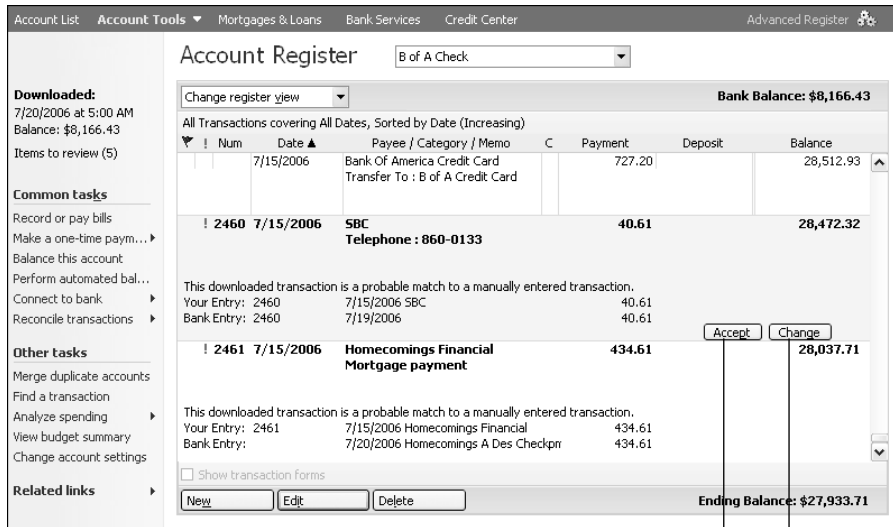 Account List Account Tools Mortgages & Loans Bank Services Credit Center Advanced Register
Account Register B of A Check
Downloaded:
7/20/2006 at 5:00 AM
Balance: $8,166.43
Items to review (5)
Common tasks
Record or pay bills
Make a one-time paym...
Balance this account
Perform automated bal...
Connect to bank
Reconcile transactions
Other tasks
Merge duplicate accounts
Find a transaction
Analyze spending
View budget summary
Change account settings
Related links
Change register view Bank Balance: $8,166.43
All Transactions covering All Dates, Sorted by Date (Increasing)
! Num Date Payee / Category / Memo C Payment Deposit Balance
7/15/2006 Bank Of America Credit Card 727.20 28,512.93
Transfer To : B of A Credit Card
! 2460 7/15/2006 SBC 40.61 28,472.32
Telephone : 860-0133
This downloaded transaction is a probable match to a manually entered transaction.
Your Entry: 2460 7/15/2006 SBC 40.61
Bank Entry: 2460 7/19/2006 40.61
Accept Change
! 2461 7/15/2006 Homecomings Financial 434.61 28,037.71
Mortgage payment
This downloaded transaction is a probable match to a manually entered transaction.
Your Entry: 2461 7/15/2006 Homecomings Financial 434.61
Bank Entry: 7/20/2006 Homecomings A Des Checkpm 434.61
Show transaction forms
New Edit Delete Ending Balance: $27,933.71